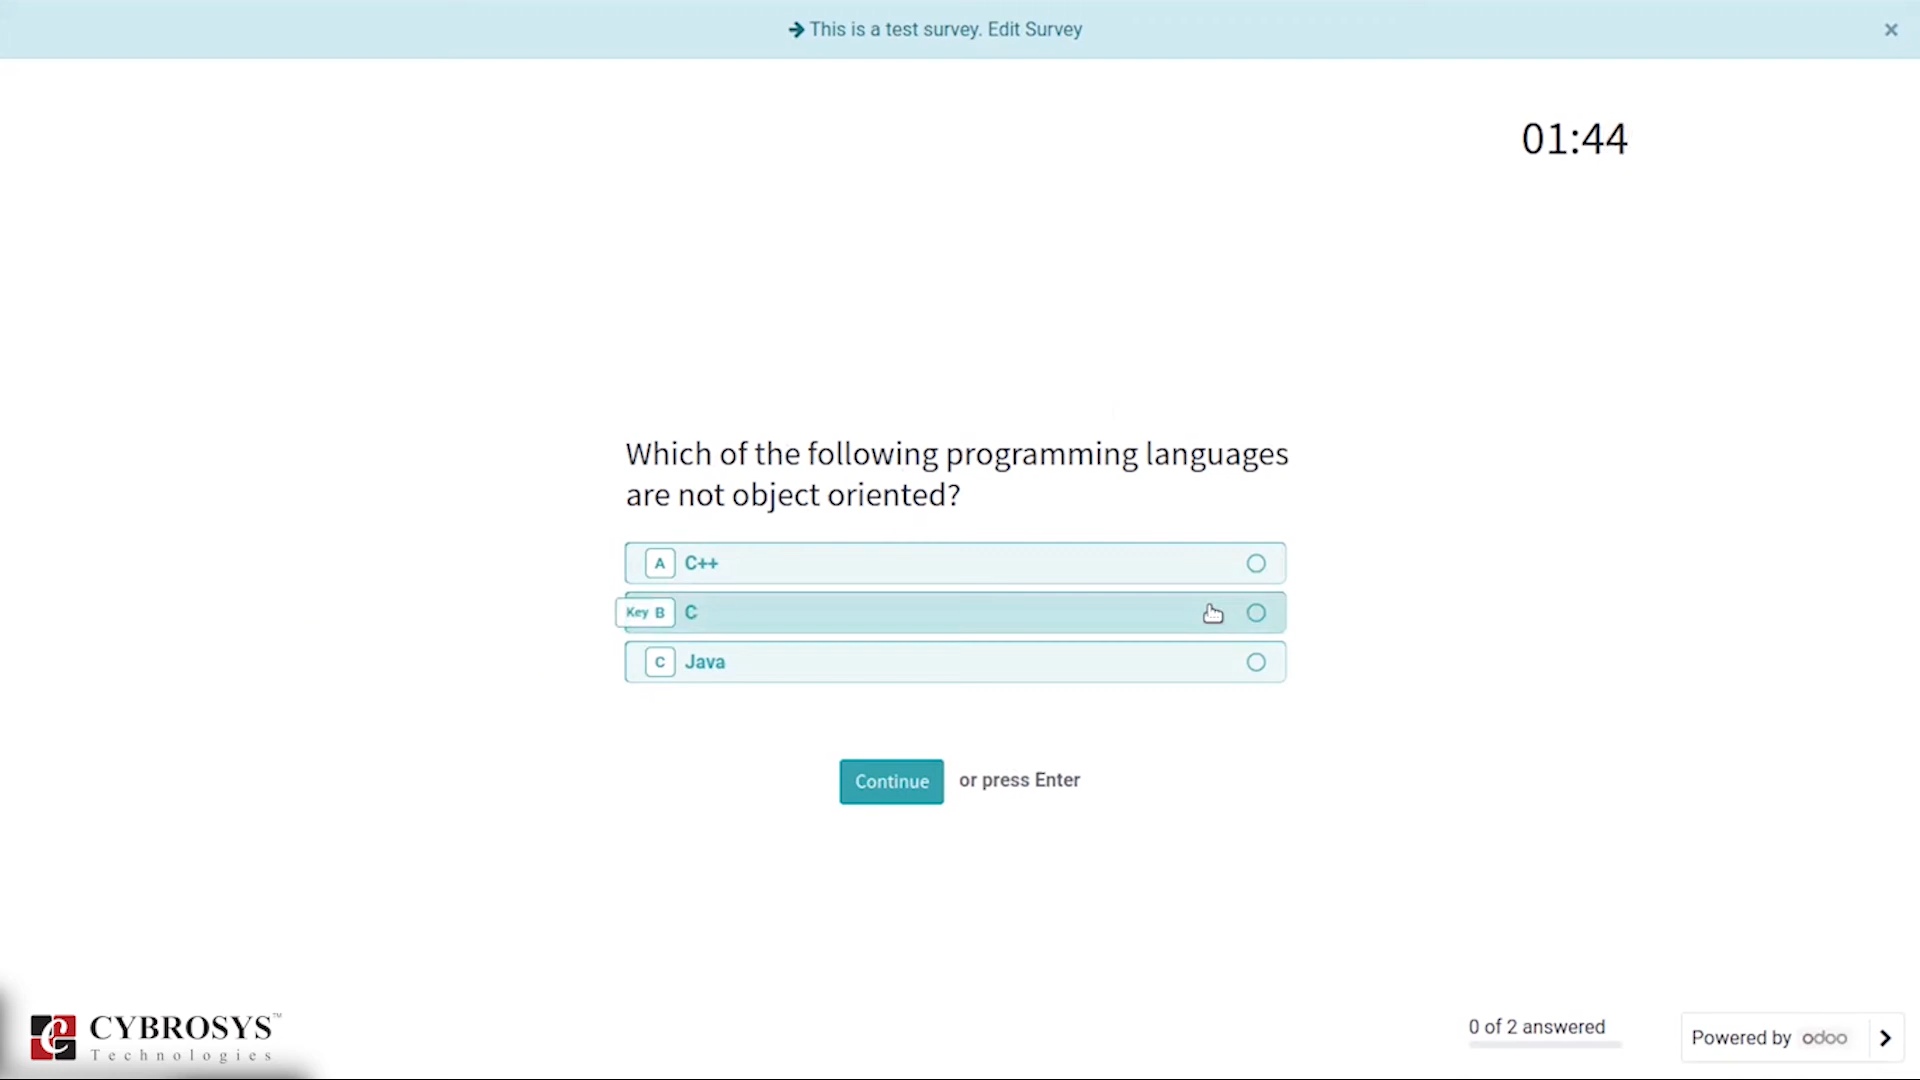 This is a test survey. Edit Survey
×
01:44
Which of the following programming languages
are not object oriented?
A C++
Key B C
C Java
Continue or press Enter
CYBROSYS™
Technologies
0 of 2 answered
Powered by odoo